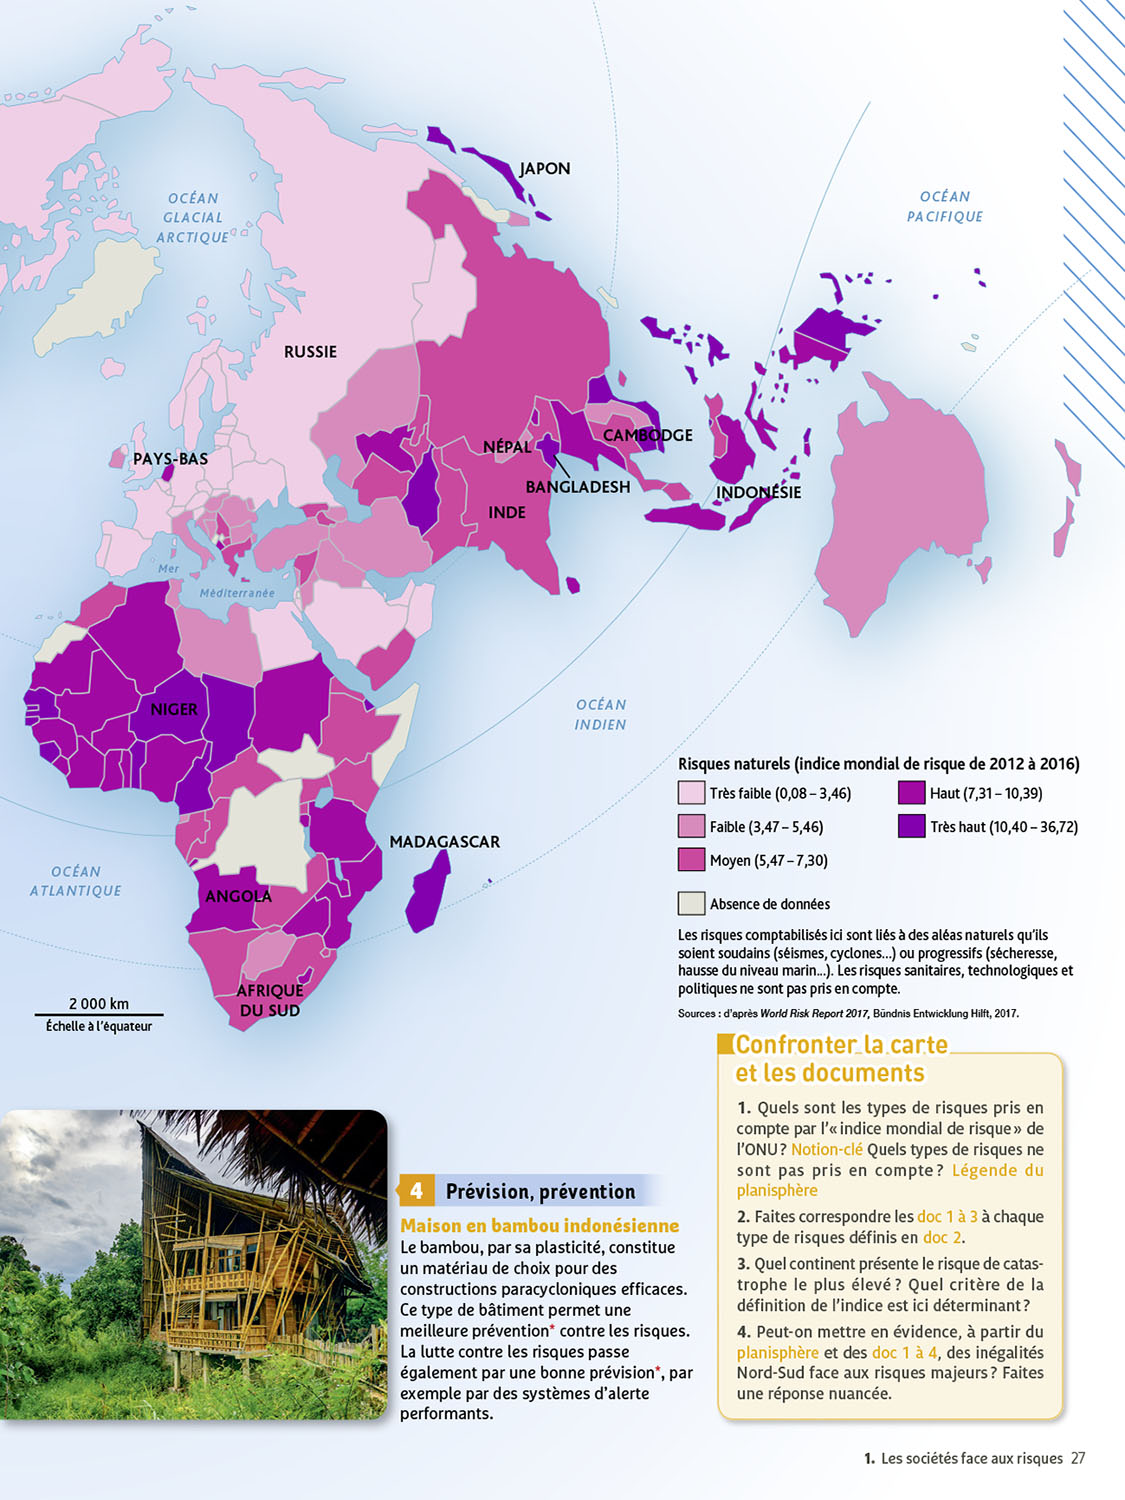 JAPON
OCÉAN
GLACIAL
ARCTIQUE
OCÉAN
PACIFIQUE
RUSSIE
PAYS-BAS
NÉPAL
CAMBODGE
BANGLADESH
INDONÉSIE
INDE
Mer
Méditerranée
NIGER
OCÉAN
INDIEN
MADAGASCAR
OCÉAN
ATLANTIQUE
ANGOLA
AFRIQUE
DU SUD
2 000 km
Échelle à l'équateur
Risques naturels (indice mondial de risque de 2012 à 2016)
Très faible (0,08 – 3,46)
Faible (3,47 – 5,46)
Moyen (5,47 – 7,30)
Haut (7,31 – 10,39)
Très haut (10,40 – 36,72)
Absence de données
Les risques comptabilisés ici sont liés à des aléas naturels qu'ils
soient soudains (séismes, cyclones...) ou progressifs (sécheresse,
hausse du niveau marin...). Les risques sanitaires, technologiques et
politiques ne sont pas pris en compte.
Sources : d'après World Risk Report 2017, Bündnis Entwicklung Hilft, 2017.
4 Prévision, prévention
Maison en bambou indonésienne
Le bambou, par sa plasticité, constitue
un matériau de choix pour des
constructions paracycloniques efficaces.
Ce type de bâtiment permet une
meilleure prévention* contre les risques.
La lutte contre les risques passe
également par une bonne prévision*, par
exemple par des systèmes d'alerte
performants.
Confronter la carte
et les documents
1. Quels sont les types de risques pris en
compte par l'« indice mondial de risque » de
l'ONU ? Notion-clé Quels types de risques ne
sont pas pris en compte ? Légende du
planisphère
2. Faites correspondre les doc 1 à 3 à chaque
type de risques définis en doc 2.
3. Quel continent présente le risque de catas-
trophe le plus élevé ? Quel critère de la
définition de l'indice est ici déterminant ?
4. Peut-on mettre en évidence, à partir du
planisphère et des doc 1 à 4, des inégalités
Nord-Sud face aux risques majeurs ? Faites
une réponse nuancée.
1. Les sociétés face aux risques 27